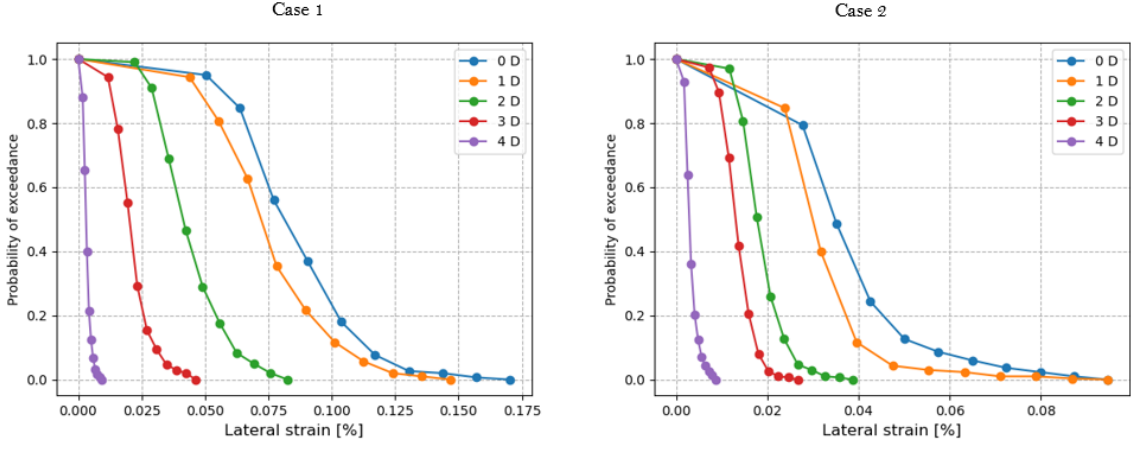 Case 1
Case 2
Probability of exceedance
1.0
0.8
0.6
0.4
0.2
0.0
0.000 0.025 0.050 0.075 0.100 0.125 0.150 0.175
Lateral strain [%]
0 D
1 D
2 D
3 D
4 D
Probability of exceedance
1.0
0.8
0.6
0.4
0.2
0.0
0.00 0.02 0.04 0.06 0.08
Lateral strain [%]
0 D
1 D
2 D
3 D
4 D